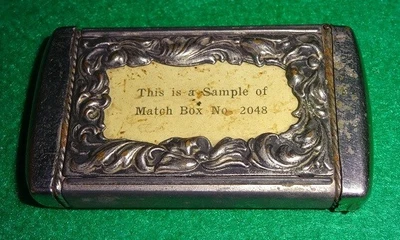 This is a Sample of
Match Box No. 2048